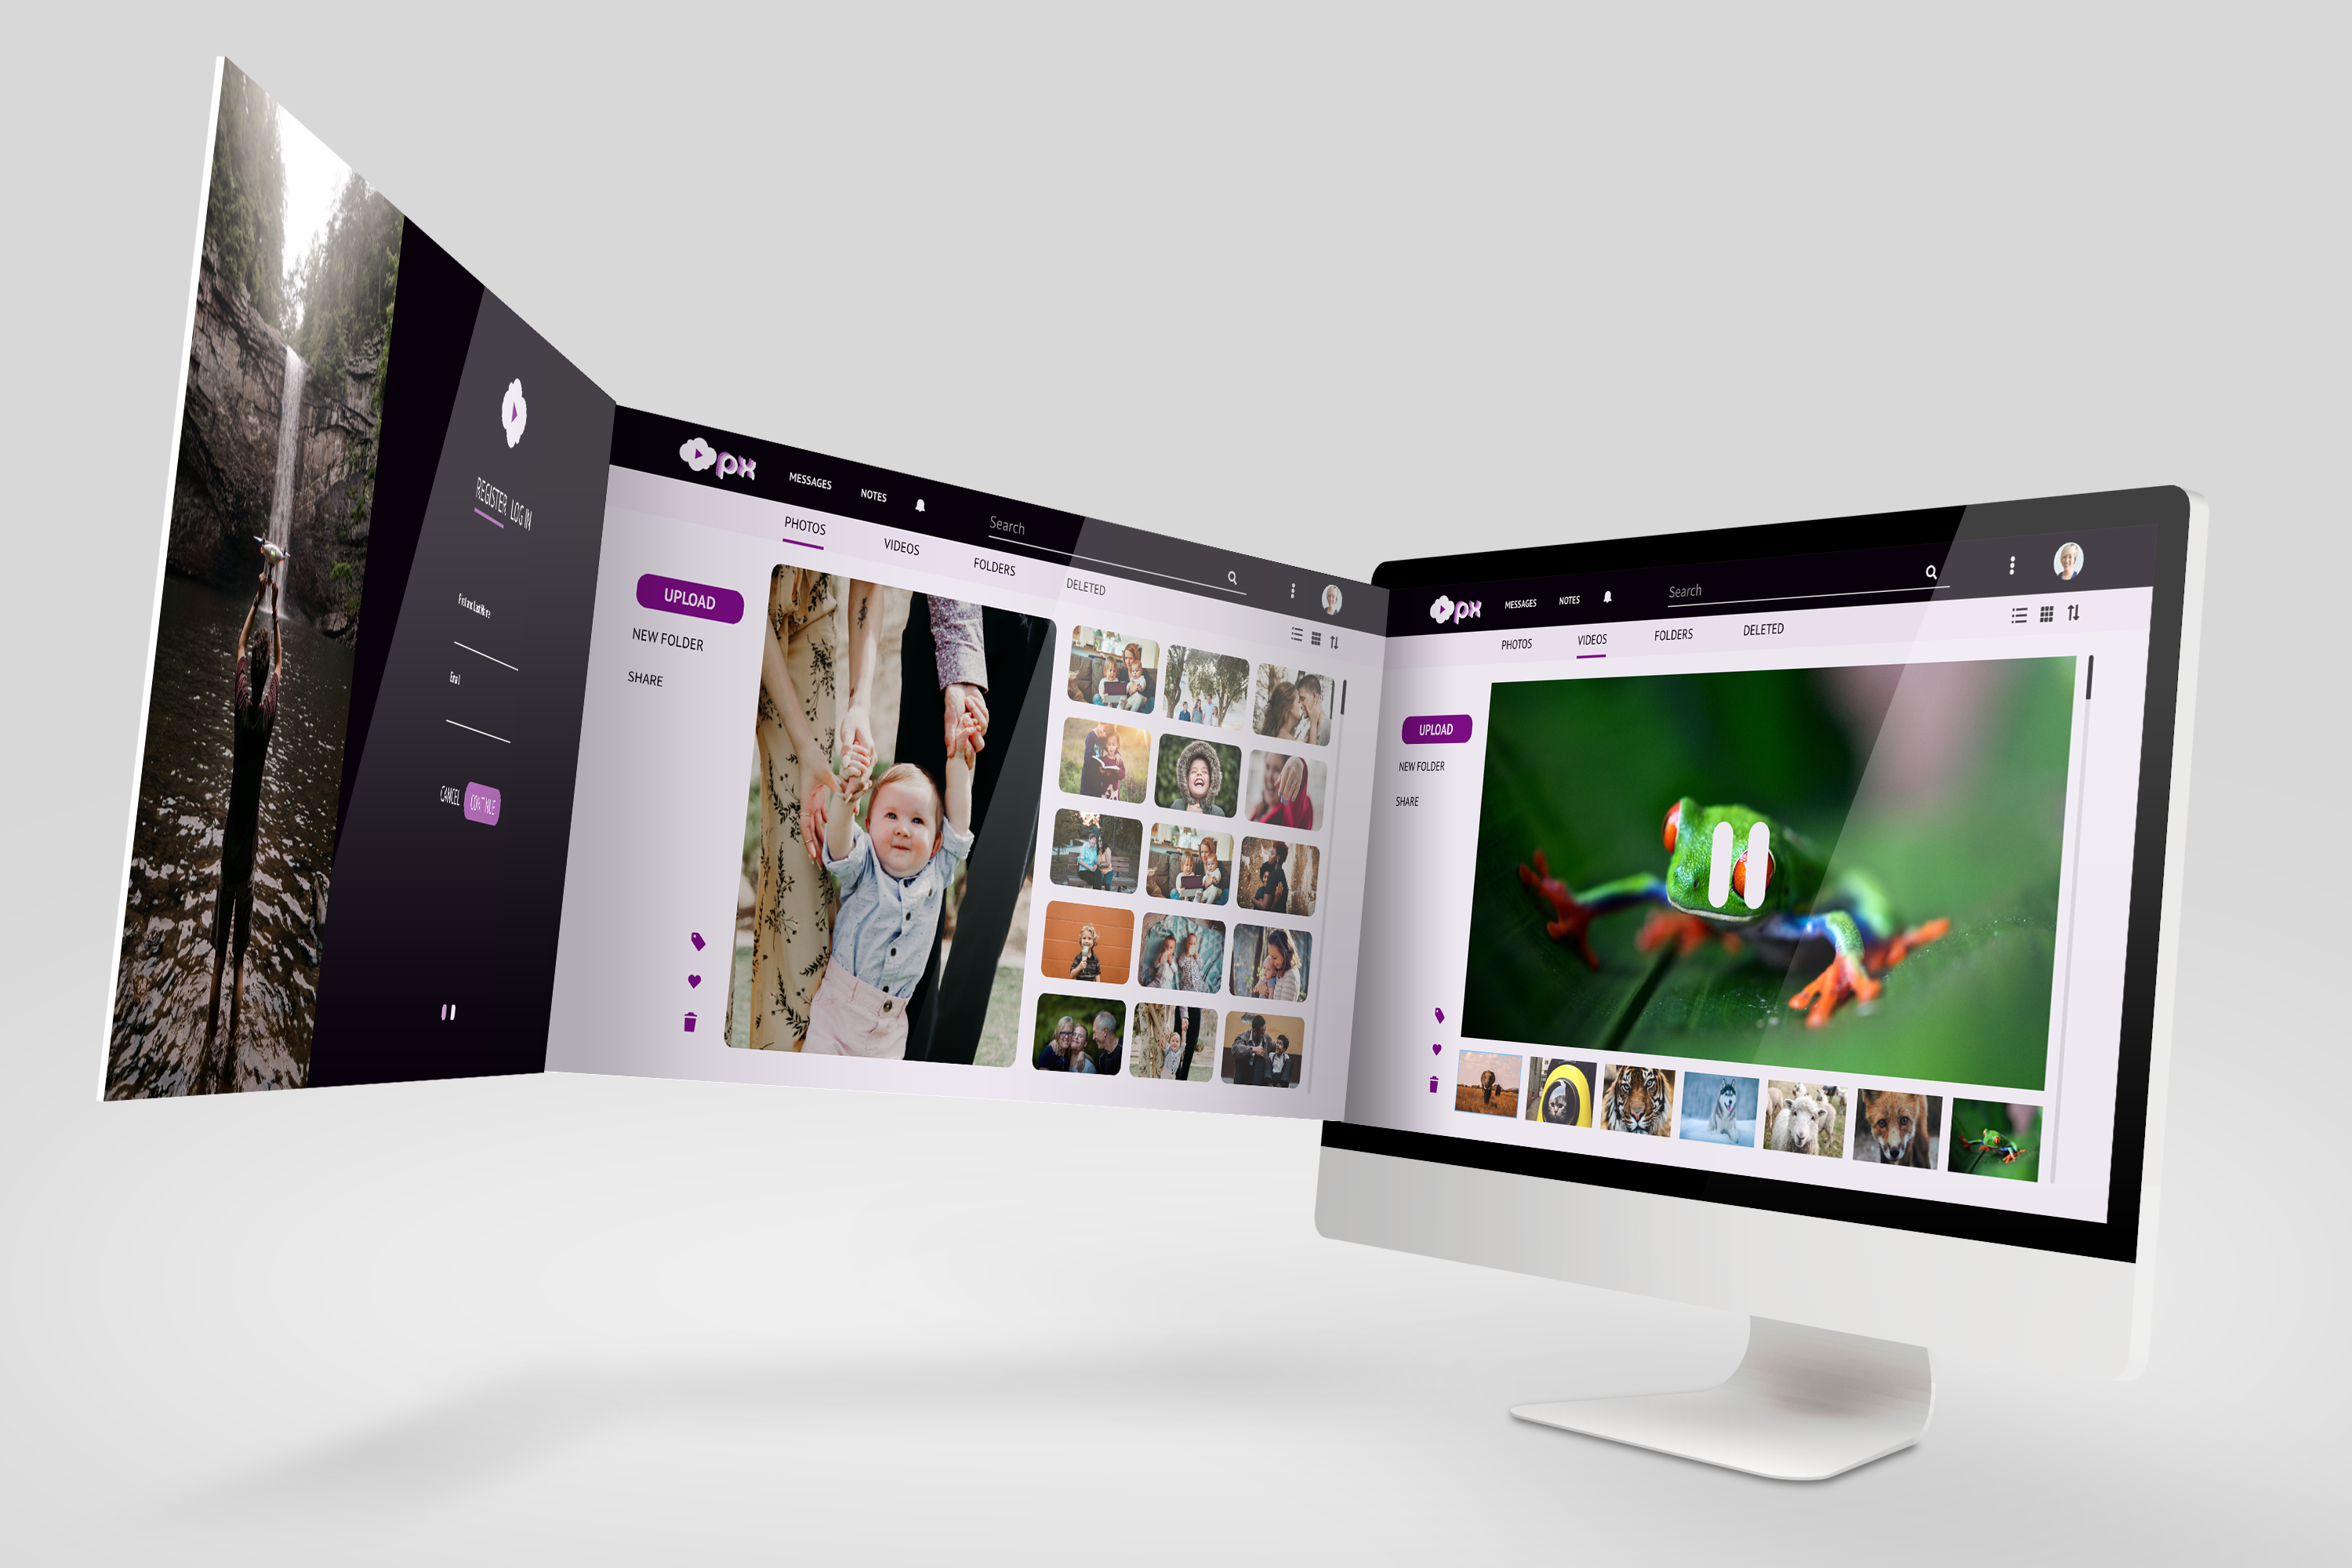 REGISTER LOG IN
First and Last Name
Email
CANCEL CONTINUE
px MESSAGES NOTES Search
PHOTOS VIDEOS FOLDERS DELETED
UPLOAD
NEW FOLDER
SHARE
px MESSAGES NOTES Search
PHOTOS VIDEOS FOLDERS DELETED
UPLOAD
NEW FOLDER
SHARE